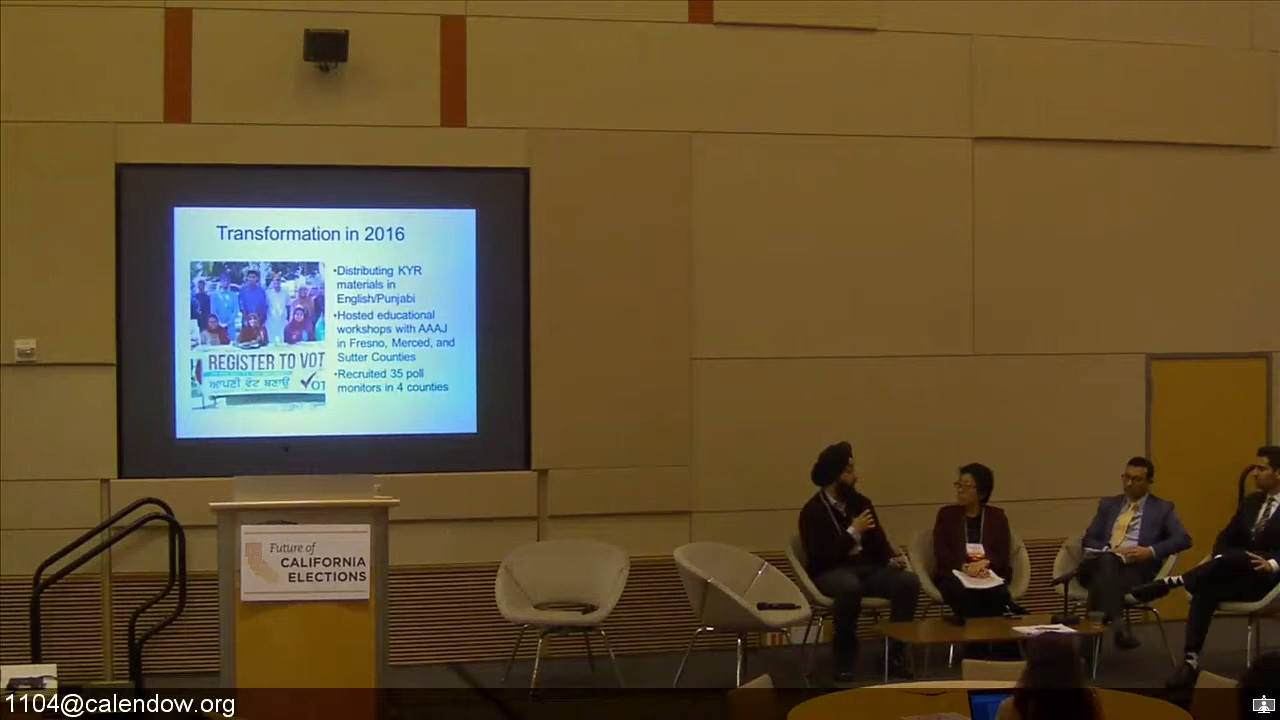 Transformation in 2016
•Distributing KYR
materials in
English/Punjabi
•Hosted educational
workshops with AAAJ
in Fresno, Merced, and
Sutter Counties
•Recruited 35 poll
monitors in 4 counties
REGISTER TO VOT
ਆਪਣੀ ਵੋਟ ਬਣਾਉ
OT
Future of
CALIFORNIA
ELECTIONS
1104@calendow.org